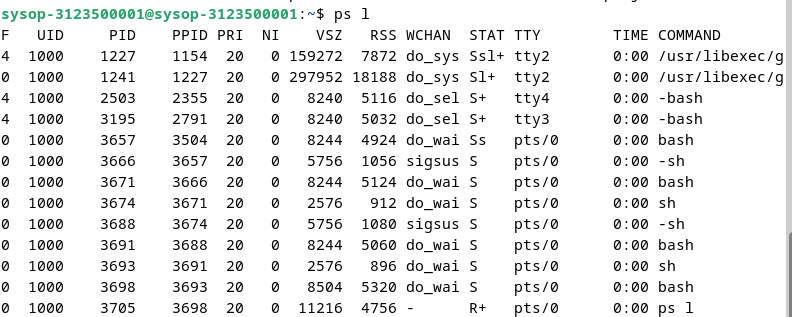 sysop-3123500001@sysop-3123500001:~$ ps l
F   UID     PID    PPID PRI  NI    VSZ   RSS WCHAN  STAT TTY        TIME COMMAND
4  1000    1227    1154  20   0 159272  7872 do_sys Ssl+ tty2       0:00 /usr/libexec/g
0  1000    1241    1227  20   0 297952 18188 do_sys Sl+  tty2       0:00 /usr/libexec/g
4  1000    2503    2355  20   0   8240  5116 do_sel S+   tty4       0:00 -bash
4  1000    3195    2791  20   0   8240  5032 do_sel S+   tty3       0:00 -bash
0  1000    3657    3504  20   0   8244  4924 do_wai Ss   pts/0      0:00 bash
0  1000    3666    3657  20   0   5756  1056 sigsus S    pts/0      0:00 -sh
0  1000    3671    3666  20   0   8244  5124 do_wai S    pts/0      0:00 bash
0  1000    3674    3671  20   0   2576   912 do_wai S    pts/0      0:00 sh
0  1000    3688    3674  20   0   5756  1080 sigsus S    pts/0      0:00 -sh
0  1000    3691    3688  20   0   8244  5060 do_wai S    pts/0      0:00 bash
0  1000    3693    3691  20   0   2576   896 do_wai S    pts/0      0:00 sh
0  1000    3698    3693  20   0   8504  5320 do_wai S    pts/0      0:00 bash
0  1000    3705    3698  20   0  11216  4756 -      R+   pts/0      0:00 ps l